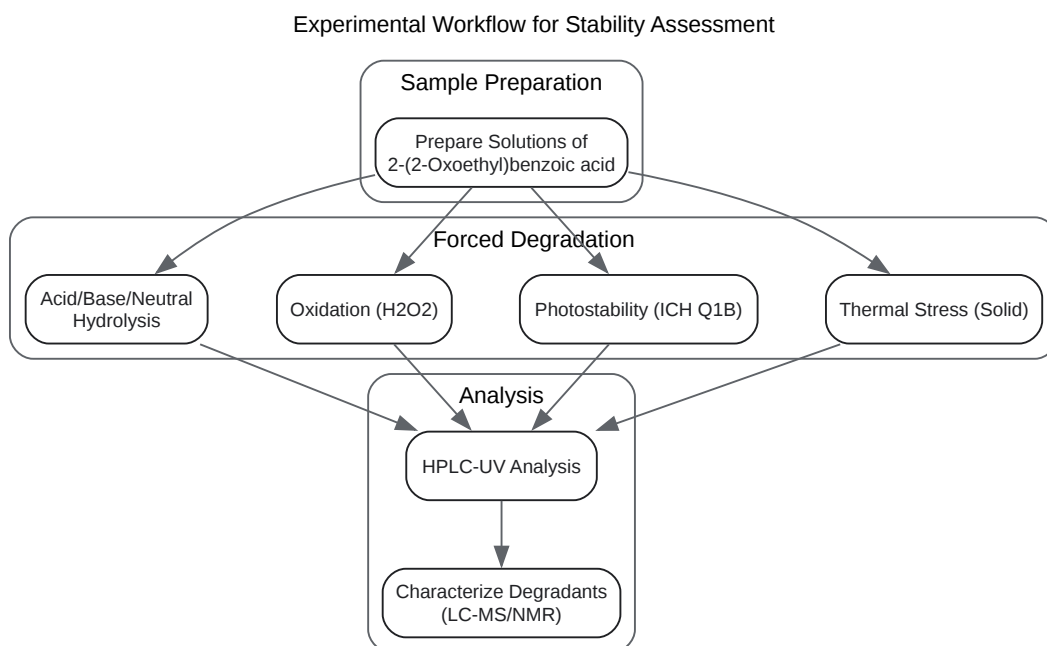 Experimental Workflow for Stability Assessment
Sample Preparation
Prepare Solutions of
2-(2-Oxoethyl)benzoic acid
Forced Degradation
Acid/Base/Neutral
Hydrolysis
Oxidation (H2O2)
Photostability (ICH Q1B)
Thermal Stress (Solid)
Analysis
HPLC-UV Analysis
Characterize Degradants
(LC-MS/NMR)